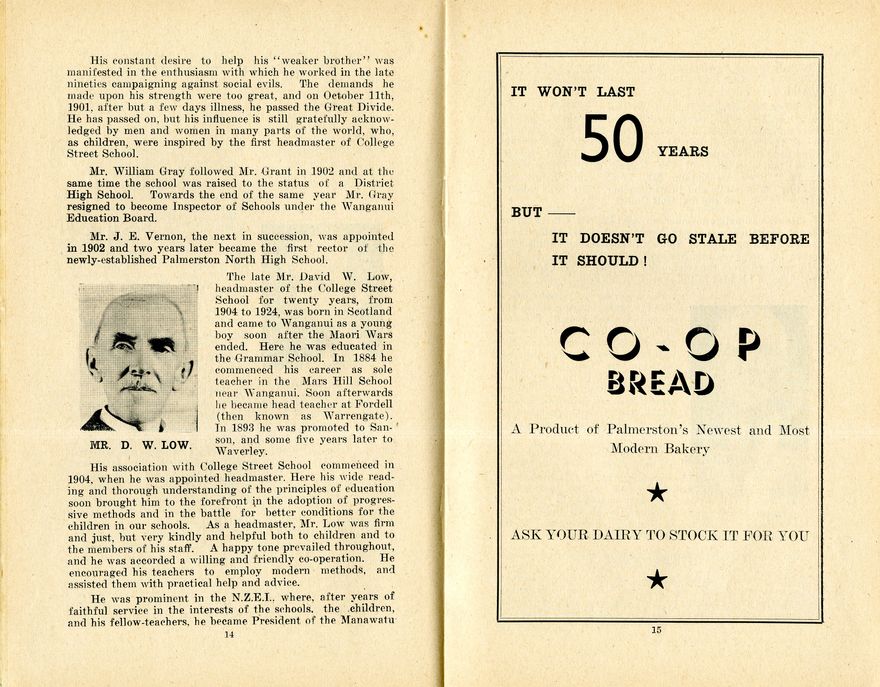 His constant desire to help his "weaker brother" was
manifested in the enthusiasm with which he worked in the late
nineties campaigning against social evils. The demands he
made upon his strength were too great, and on October 11th,
1901, after but a few days illness, he passed the Great Divide.
He has passed on, but his influence is still gratefully acknow-
ledged by men and women in many parts of the world, who,
as children, were inspired by the first headmaster of College
Street School.
Mr. William Gray followed Mr. Grant in 1902 and at the
same time the school was raised to the status of a District
High School. Towards the end of the same year Mr. Gray
resigned to become Inspector of Schools under the Wanganui
Education Board.
Mr. J. E. Vernon, the next in succession, was appointed
in 1902 and two years later became the first rector of the
newly-established Palmerston North High School.
The late Mr. David W. Low,
headmaster of the College Street
School for twenty years, from
1904 to 1924, was born in Scotland
and came to Wanganui as a young
boy soon after the Maori Wars
ended. Here he was educated in
the Grammar School. In 1884 he
commenced his career as sole
teacher in the Mars Hill School
near Wanganui. Soon afterwards
he became head teacher at Fordell
(then known as Warrengate).
In 1893 he was promoted to San-
son, and some five years later to
Waverley.
MR. D. W. LOW.
His association with College Street School commenced in
1904, when he was appointed headmaster. Here his wide read-
ing and thorough understanding of the principles of education
soon brought him to the forefront in the adoption of progres-
sive methods and in the battle for better conditions for the
children in our schools. As a headmaster, Mr. Low was firm
and just, but very kindly and helpful both to children and to
the members of his staff. A happy tone prevailed throughout,
and he was accorded a willing and friendly co-operation. He
encouraged his teachers to employ modern methods, and
assisted them with practical help and advice.
He was prominent in the N.Z.E.I., where, after years of
faithful service in the interests of the schools, the children,
and his fellow-teachers, he became President of the Manawatu
14
IT WON'T LAST
50 YEARS
BUT —
IT DOESN'T GO STALE BEFORE
IT SHOULD!
CO-OP
BREAD
A Product of Palmerston's Newest and Most
Modern Bakery
ASK YOUR DAIRY TO STOCK IT FOR YOU
15